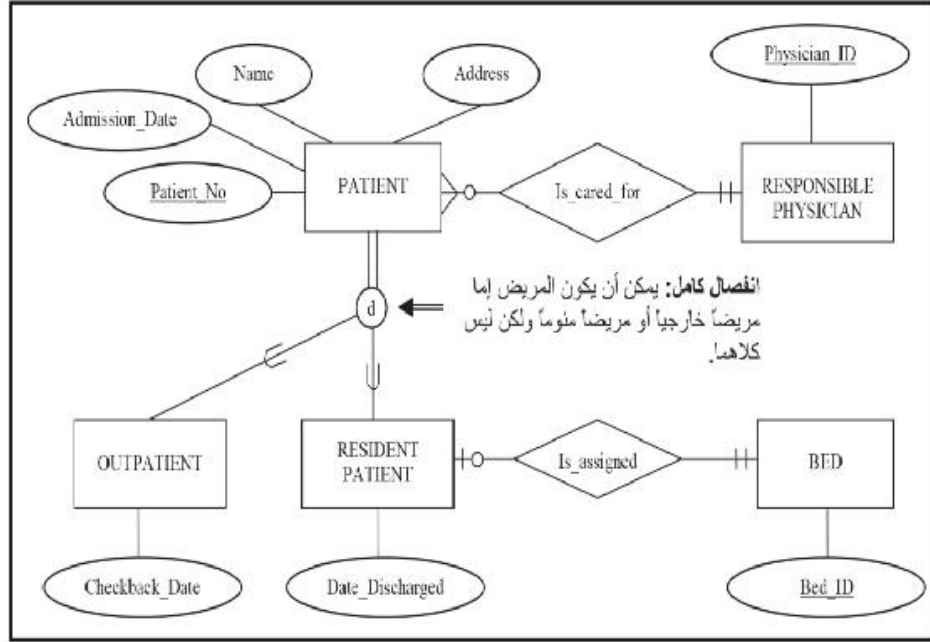 Physician_ID
Name
Address
Admission_Date
Patient_No
PATIENT
Is_cared_for
RESPONSIBLE
PHYSICIAN
انفصال كامل: يمكن أن يكون المريض إما
مريضاً خارجياً أو مريضاً منوماً ولكن ليس
كلاهما.
d
OUTPATIENT
RESIDENT
PATIENT
Is_assigned
BED
Checkback_Date
Date_Discharged
Bed_ID